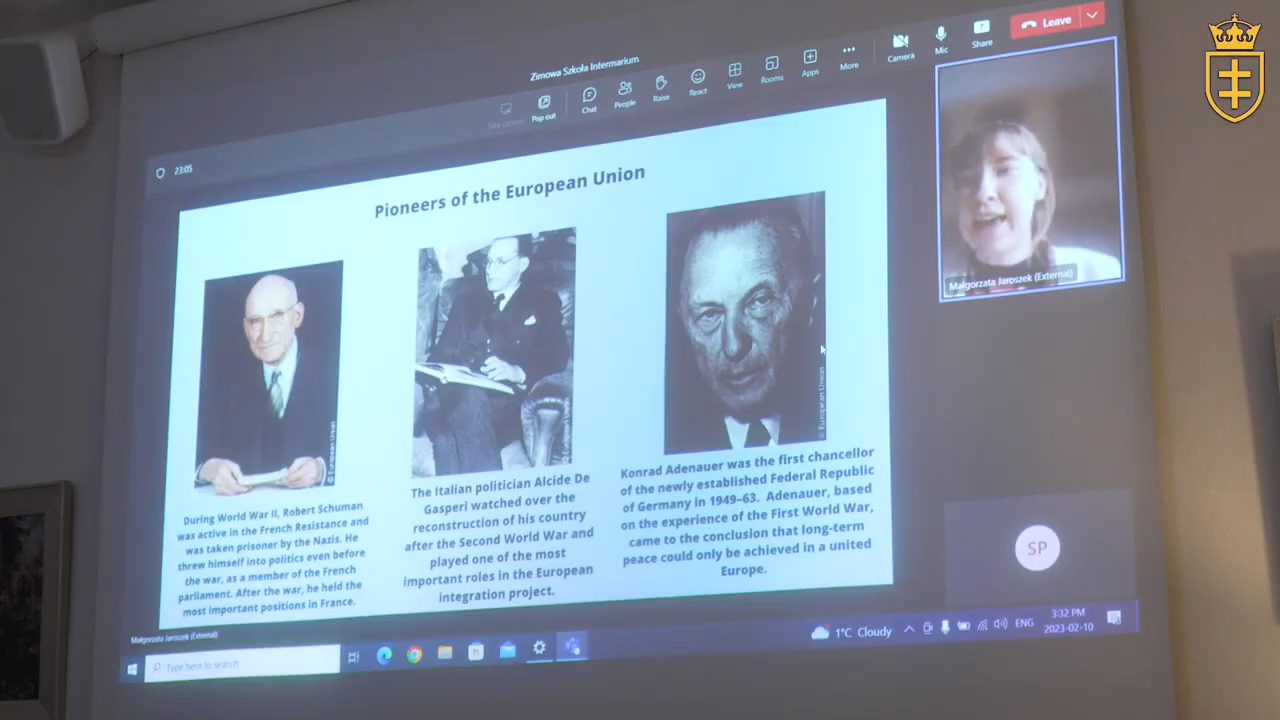 Zimowa Szkoła Intermarium
23:05
Pop out
Chat
People
Raise
React
View
Rooms
Apps
More
Camera
Mic
Share
Leave
Pioneers of the European Union
© European Union
© European Union
© European Union
During World War II, Robert Schuman
was active in the French Resistance and
was taken prisoner by the Nazis. He
threw himself into politics even before
the war, as a member of the French
parliament. After the war, he held the
most important positions in France.
The Italian politician Alcide De
Gasperi watched over the
reconstruction of his country
after the Second World War and
played one of the most
important roles in the European
integration project.
Konrad Adenauer was the first chancellor
of the newly established Federal Republic
of Germany in 1949–63. Adenauer, based
on the experience of the First World War,
came to the conclusion that long-term
peace could only be achieved in a united
Europe.
Małgorzata Jaroszek (External)
SP
Małgorzata Jaroszek (External)
Type here to search
1°C Cloudy
ENG
3:32 PM
2023-02-10